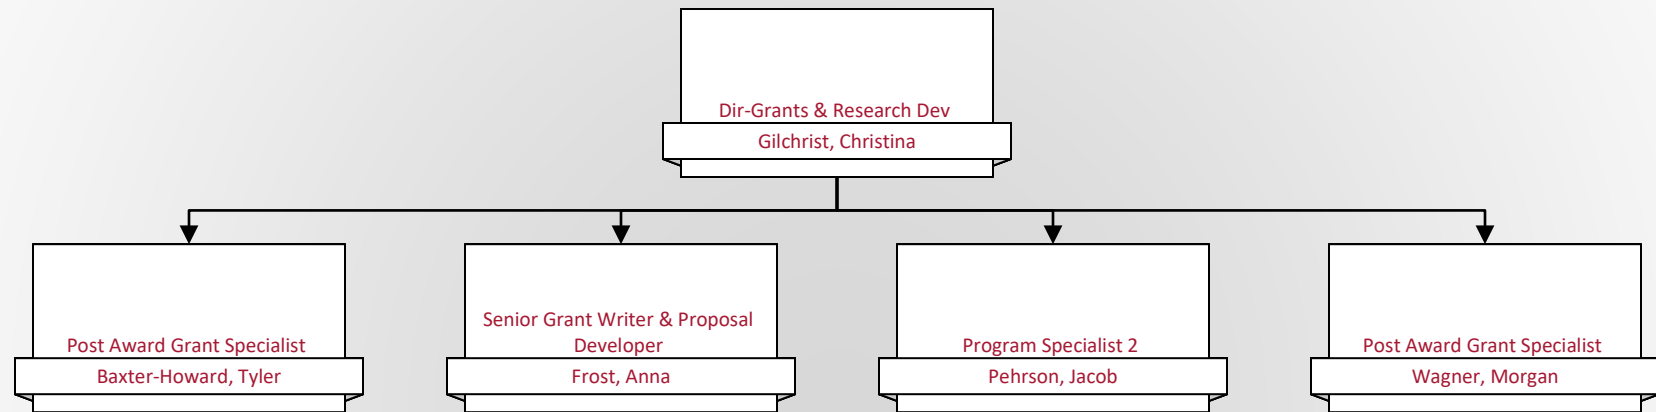 Dir-Grants & Research Dev
Gilchrist, Christina
Post Award Grant Specialist
Baxter-Howard, Tyler
Senior Grant Writer & Proposal
Developer
Frost, Anna
Program Specialist 2
Pehrson, Jacob
Post Award Grant Specialist
Wagner, Morgan